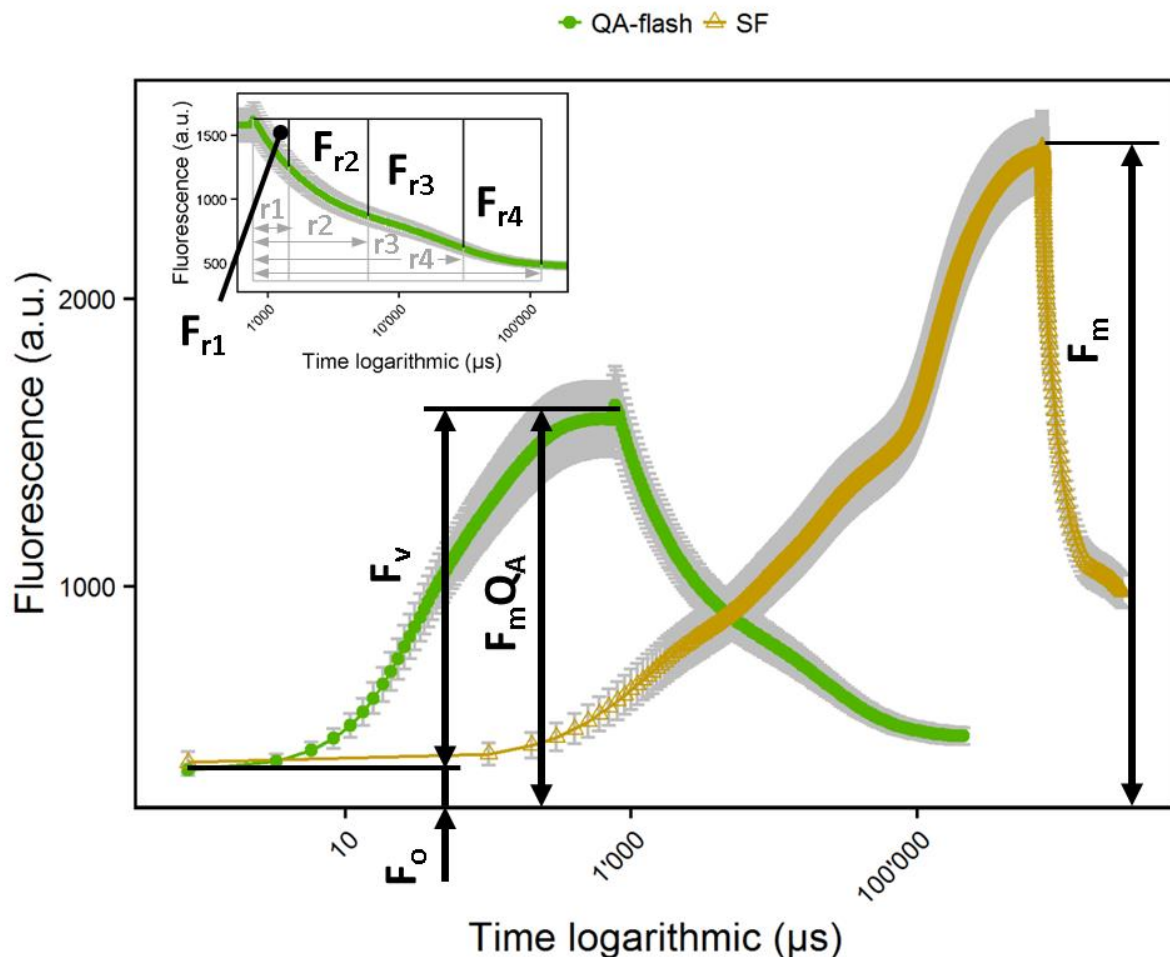 QA-flash SF
Fluorescence (a.u.)
2000
1000
10
1'000
100'000
Time logarithmic (µs)
Fluorescence (a.u.)
1500
1000
500
1'000
10'000
100'000
Time logarithmic (µs)
Fr1
Fr2
Fr3
Fr4
r1
r2
r3
r4
Fv
FmQA
Fo
Fm